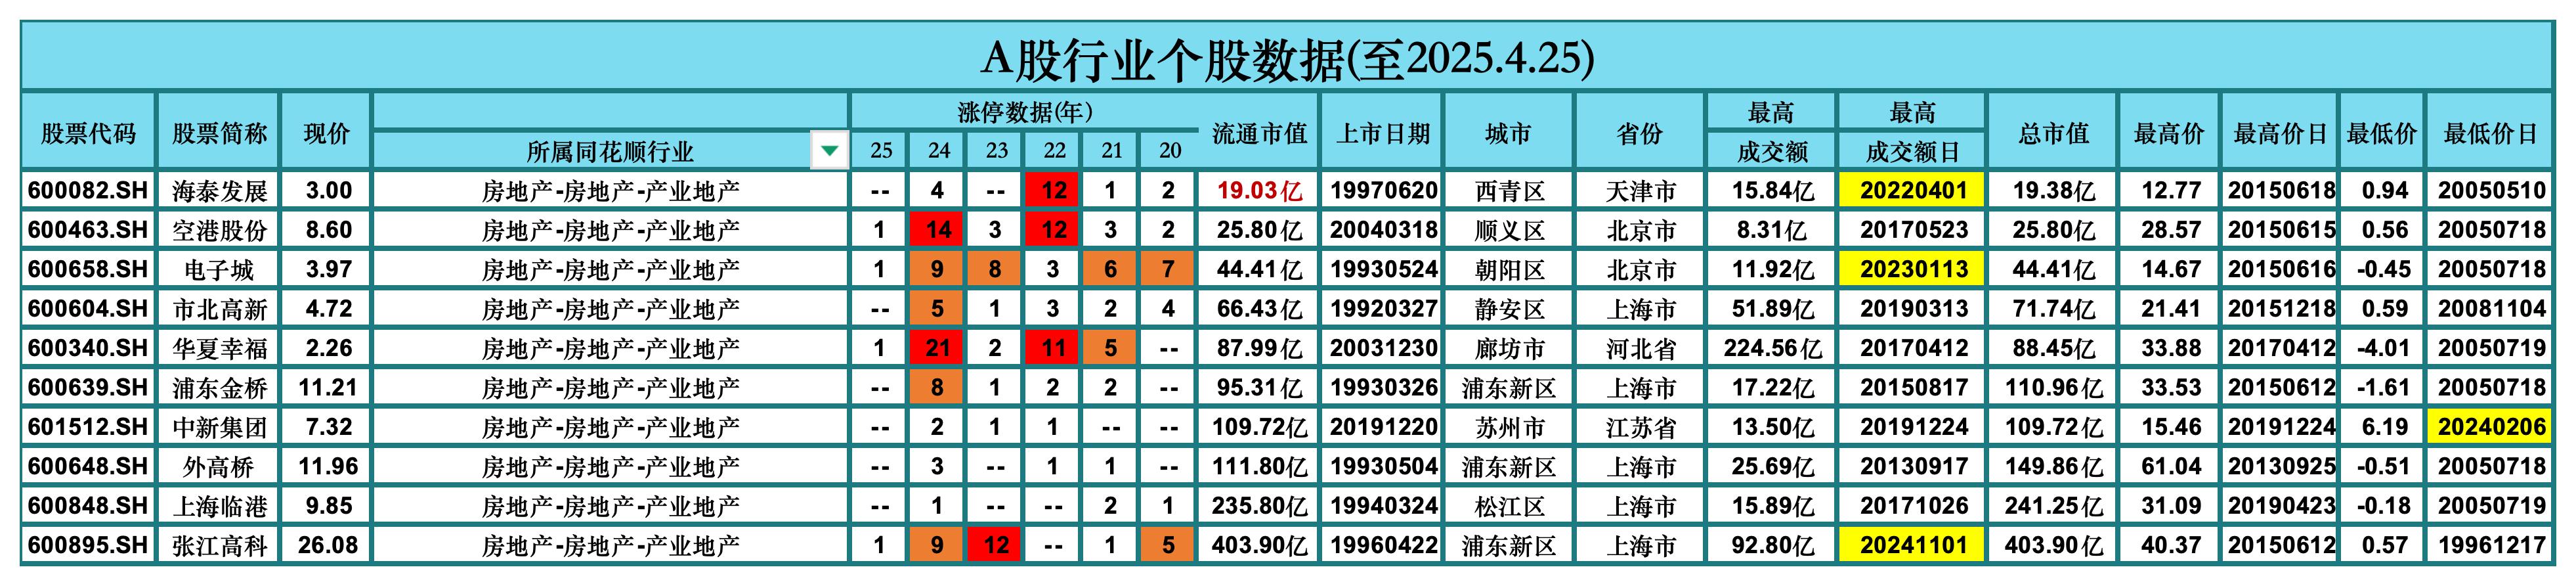 A股行业个股数据(至2025.4.25)
股票代码 股票简称 现价 所属同花顺行业 涨停数据(年) 25 24 23 22 21 20 流通市值 上市日期 城市 省份 最高成交额 最高成交额日 总市值 最高价 最高价日 最低价 最低价日
600082.SH 海泰发展 3.00 房地产-房地产-产业地产 -- 4 -- 12 1 2 19.03亿 19970620 西青区 天津市 15.84亿 20220401 19.38亿 12.77 20150618 0.94 20050510
600463.SH 空港股份 8.60 房地产-房地产-产业地产 1 14 3 12 3 2 25.80亿 20040318 顺义区 北京市 8.31亿 20170523 25.80亿 28.57 20150615 0.56 20050718
600658.SH 电子城 3.97 房地产-房地产-产业地产 1 9 8 3 6 7 44.41亿 19930524 朝阳区 北京市 11.92亿 20230113 44.41亿 14.67 20150616 -0.45 20050718
600604.SH 市北高新 4.72 房地产-房地产-产业地产 -- 5 1 3 2 4 66.43亿 19920327 静安区 上海市 51.89亿 20190313 71.74亿 21.41 20151218 0.59 20081104
600340.SH 华夏幸福 2.26 房地产-房地产-产业地产 1 21 2 11 5 -- 87.99亿 20031230 廊坊市 河北省 224.56亿 20170412 88.45亿 33.88 20170412 -4.01 20050719
600639.SH 浦东金桥 11.21 房地产-房地产-产业地产 -- 8 1 2 2 -- 95.31亿 19930326 浦东新区 上海市 17.22亿 20150817 110.96亿 33.53 20150612 -1.61 20050718
601512.SH 中新集团 7.32 房地产-房地产-产业地产 -- 2 1 1 -- -- 109.72亿 20191220 苏州市 江苏省 13.50亿 20191224 109.72亿 15.46 20191224 6.19 20240206
600648.SH 外高桥 11.96 房地产-房地产-产业地产 -- 3 -- 1 1 -- 111.80亿 19930504 浦东新区 上海市 25.69亿 20130917 149.86亿 61.04 20130925 -0.51 20050718
600848.SH 上海临港 9.85 房地产-房地产-产业地产 -- 1 -- -- 2 1 235.80亿 19940324 松江区 上海市 15.89亿 20171026 241.25亿 31.09 20190423 -0.18 20050719
600895.SH 张江高科 26.08 房地产-房地产-产业地产 1 9 12 -- 1 5 403.90亿 19960422 浦东新区 上海市 92.80亿 20241101 403.90亿 40.37 20150612 0.57 19961217